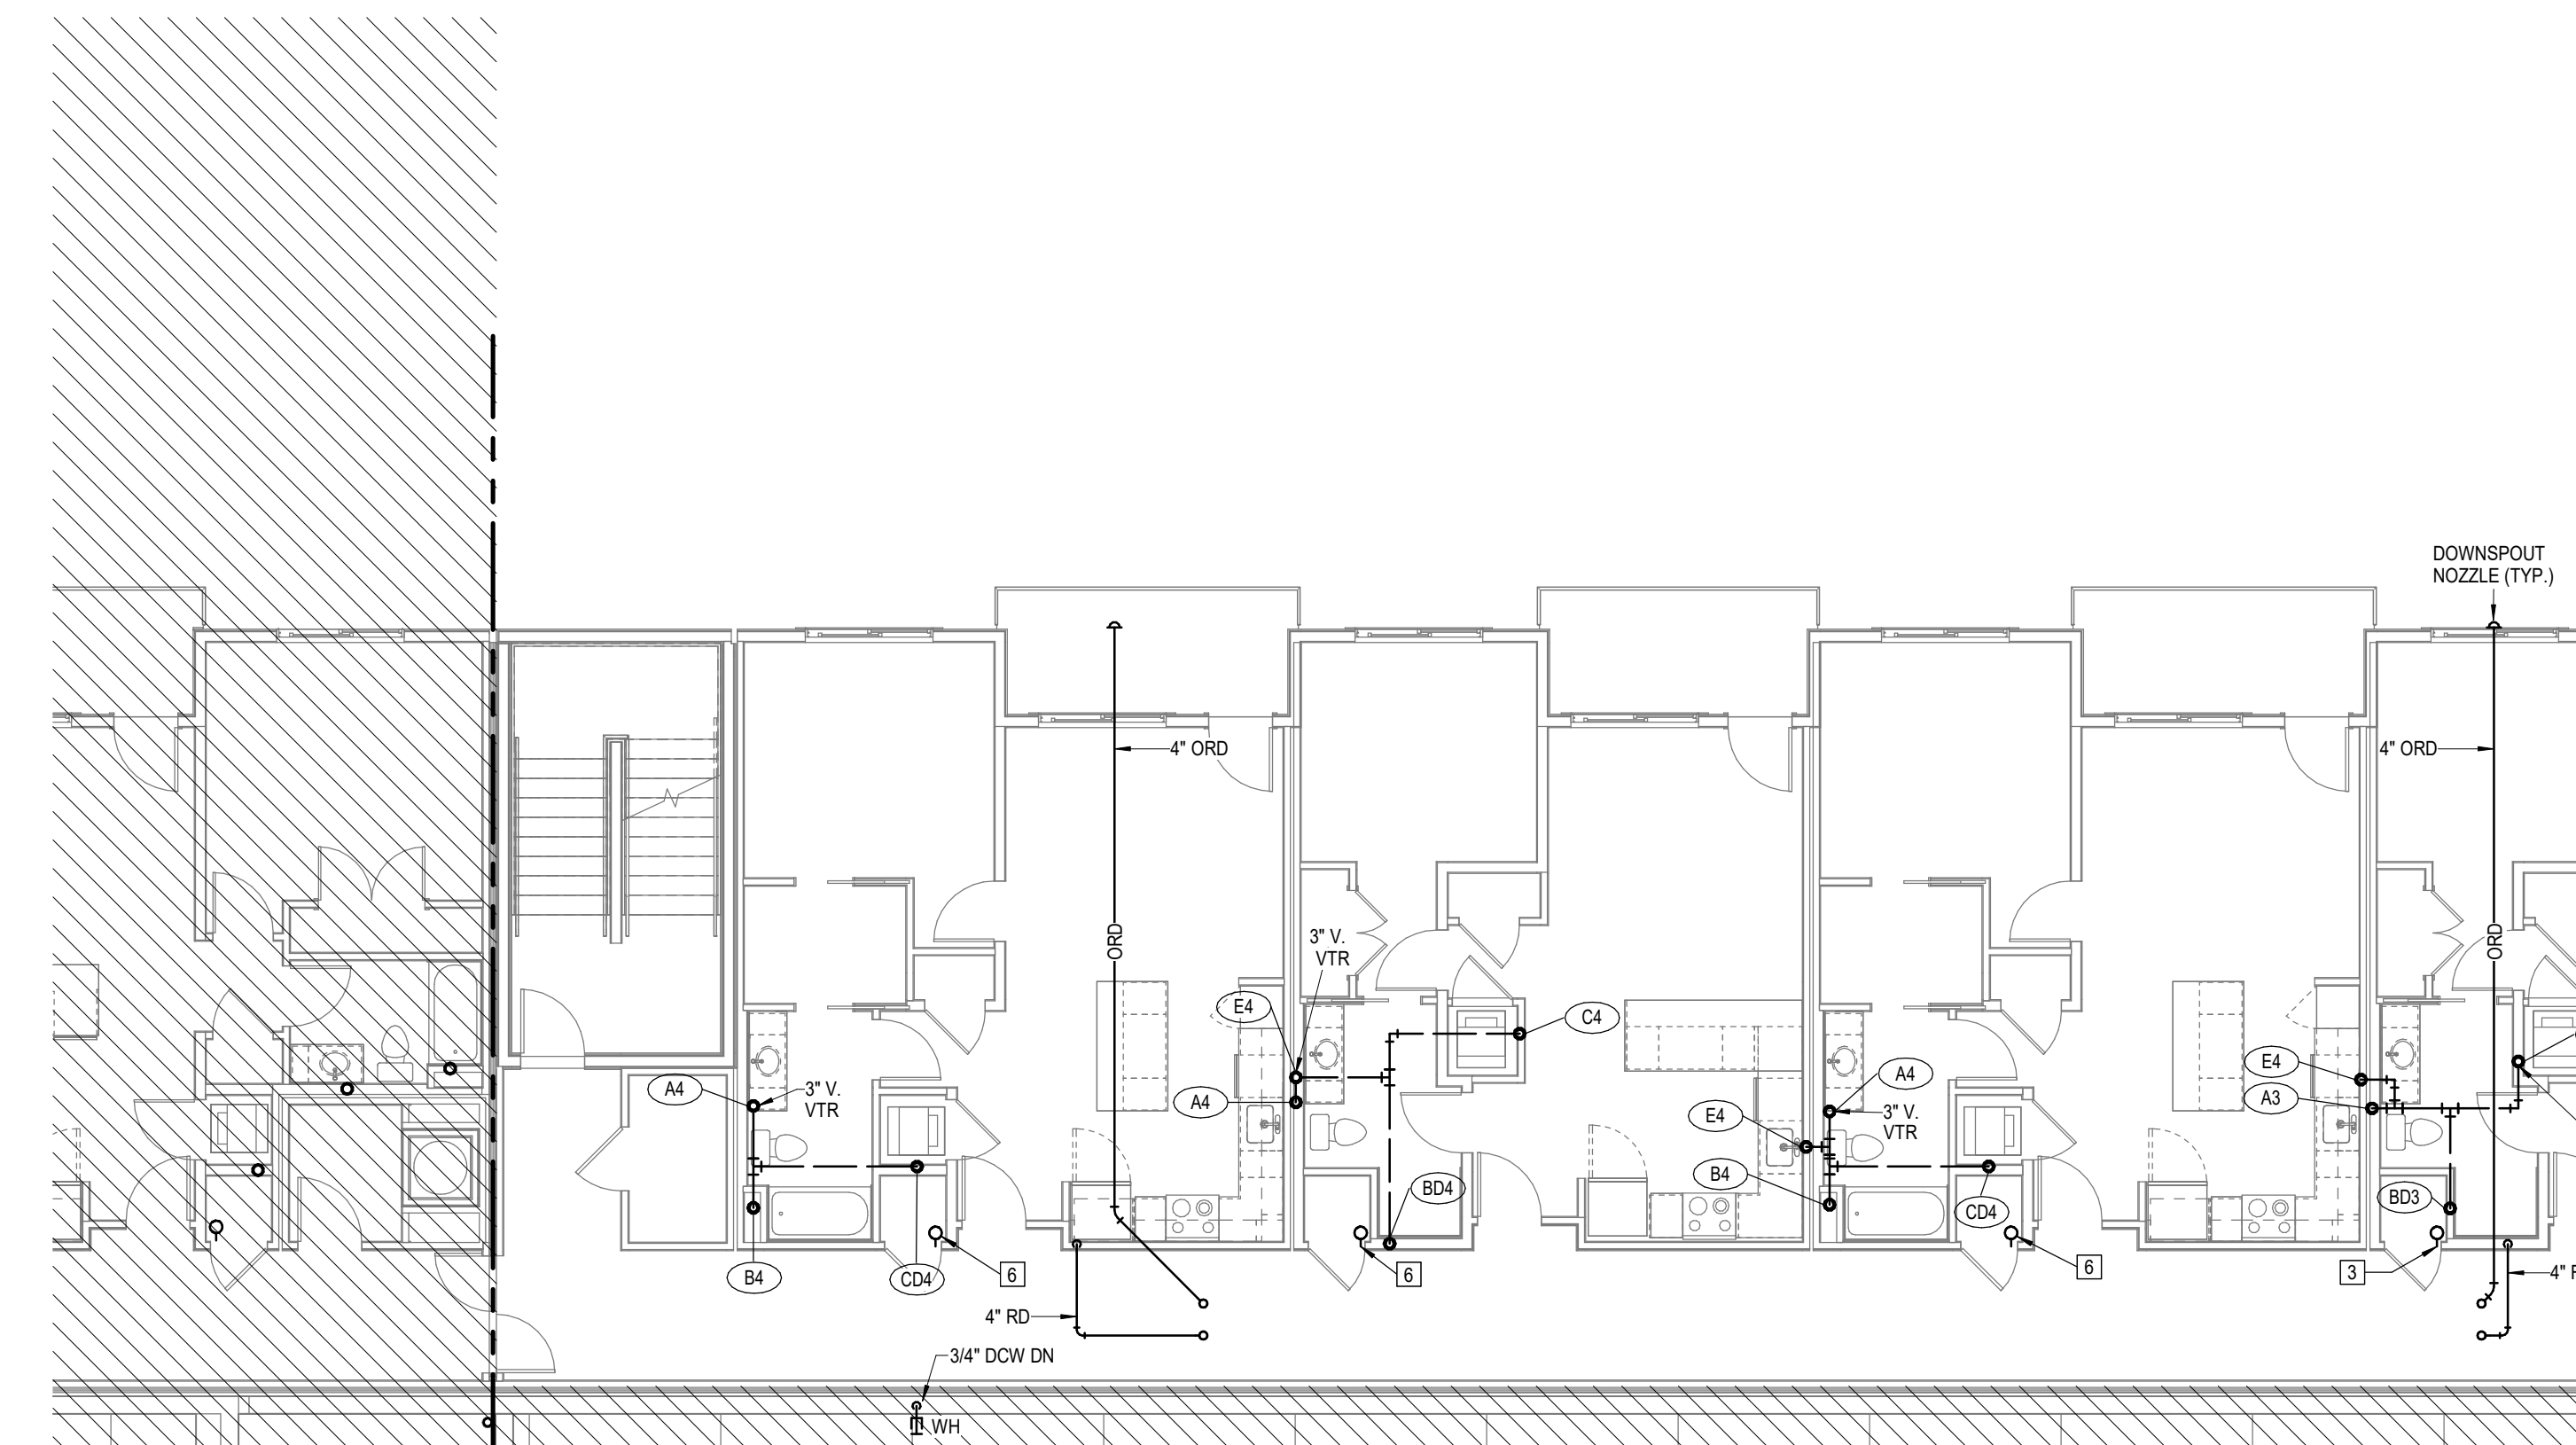 DOWNSPOUT
NOZZLE (TYP.)
4" ORD
4" ORD
ORD
ORD
3" V.
VTR
E4
C4
A4
3" V.
VTR
A4
A4
3" V.
VTR
E4
B4
E4
A3
BD4
CD4
BD3
B4
CD4
6
6
6
3
4" RD
3/4" DCW DN
WH